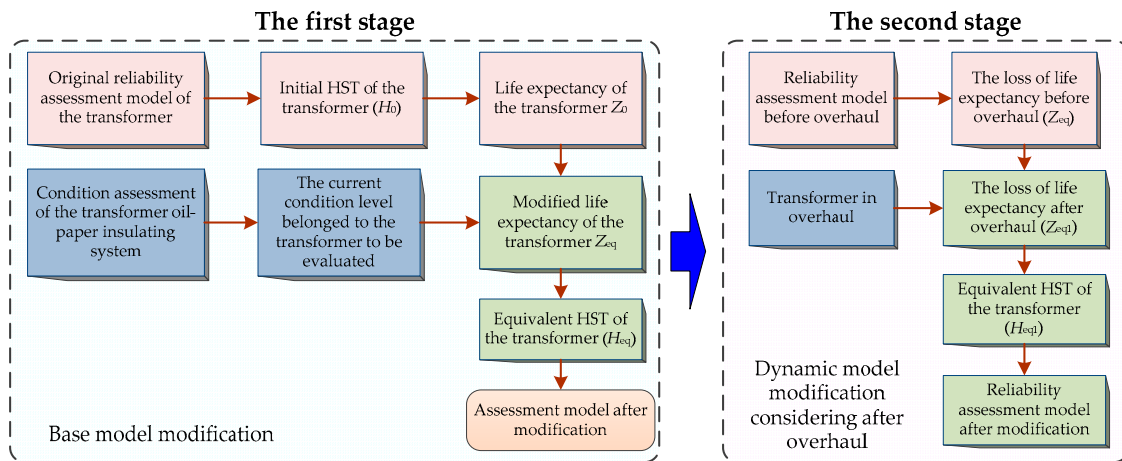 The first stage
Original reliability
assessment model of
the transformer
Initial HST of
the transformer (H0)
Life expectancy of
the transformer Z0
Condition assessment
of the transformer oil-
paper insulating
system
The current
condition level
belonged to the
transformer to be
evaluated
Modified life
expectancy of the
transformer Zeq
Equivalent HST of
the transformer (Heq)
Assessment model after
modification
Base model modification
The second stage
Reliability
assessment model
before overhaul
The loss of life
expectancy before
overhaul (Zeq)
Transformer in
overhaul
The loss of life
expectancy after
overhaul (Zeq1)
Equivalent HST of
the transformer
(Heq1)
Reliability
assessment model
after modification
Dynamic model
modification
considering after
overhaul